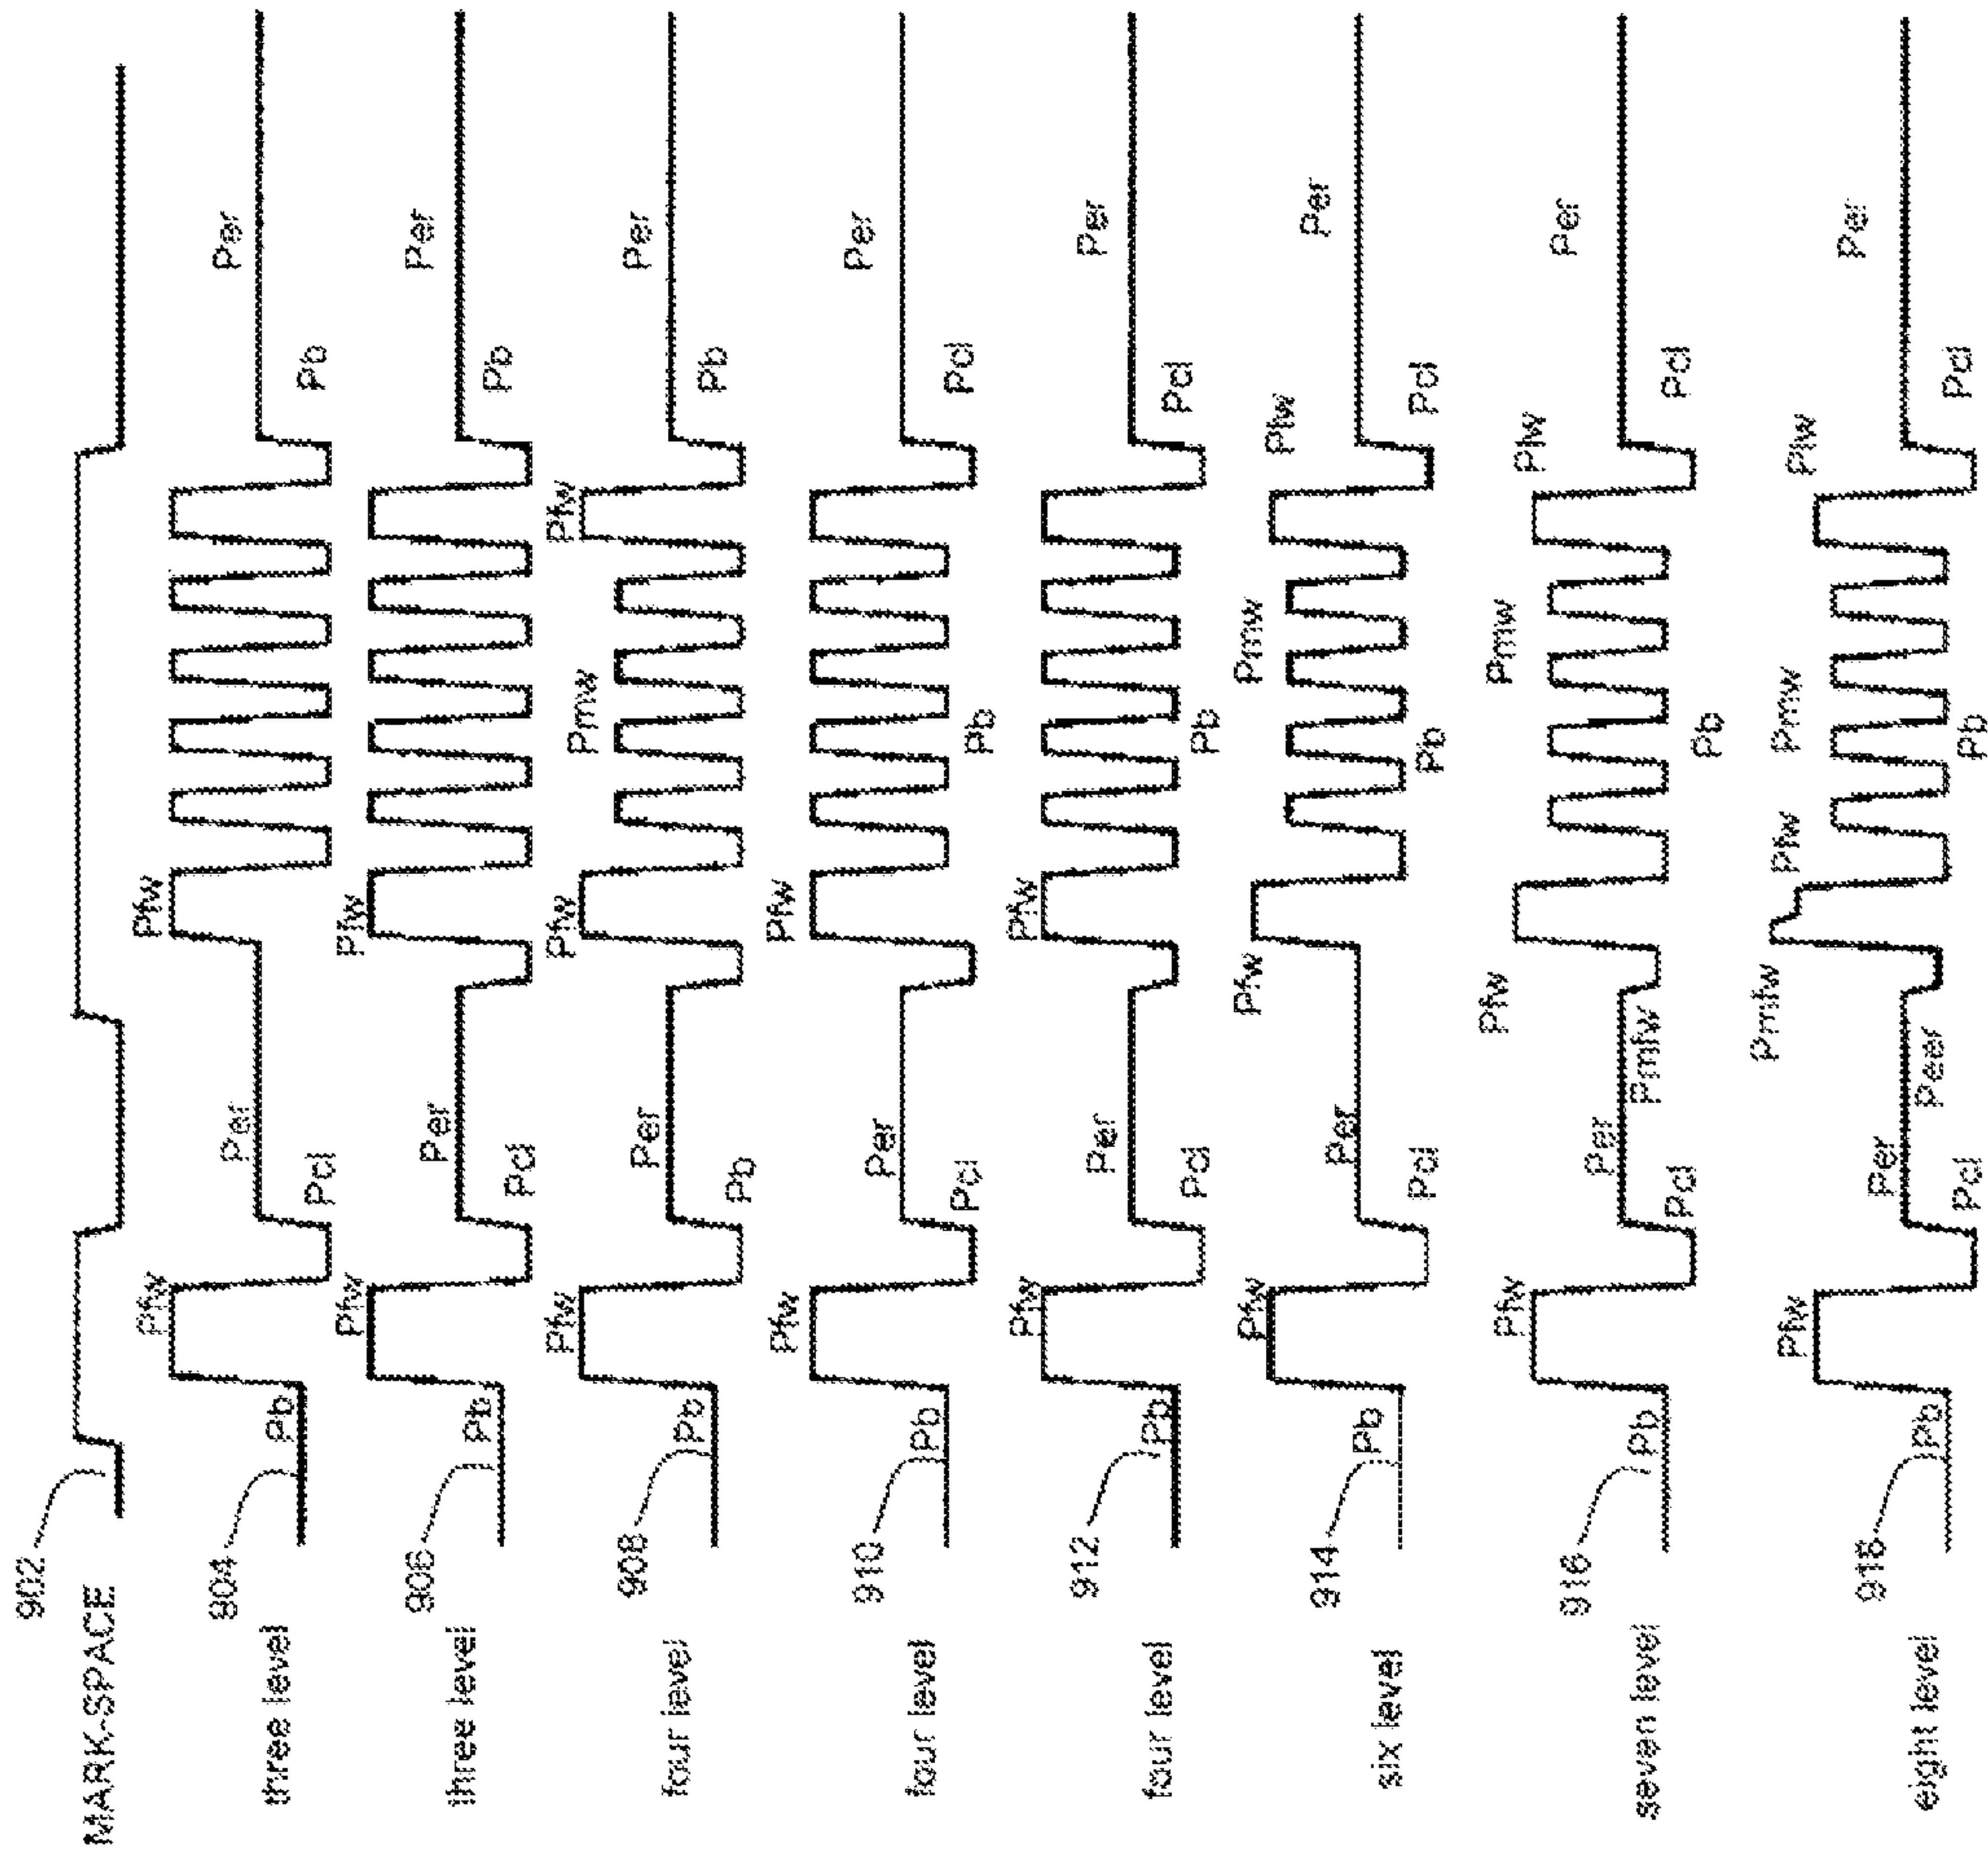 902
MARK-SPACE
904
three level
Pb
Pfw
Pcl
Per
Pfw
Pb
Per
906
three level
Pb
Pfw
Pcl
Per
Pfw
Pb
Per
908
four level
Pb
Pfw
Pb
Per
Pfw
Pmw
Pfw
Pb
Per
910
four level
Pb
Pfw
Pcl
Per
Pfw
Pb
Pcl
Per
912
four level
Pb
Pfw
Pcl
Per
Pfw
Pb
Pcl
Per
914
six level
Pb
Pfw
Pcl
Per
Pfw
Pb
Pmw
Plw
Pcl
Per
916
seven level
Pb
Pfw
Pcl
Per
Pmfw
Pfw
Pb
Pmw
Plw
Pcl
Per
918
eight level
Pb
Pfw
Pcl
Per
Peer
Pmfw
Pfw
Pb
Pmw
Plw
Pcl
Per